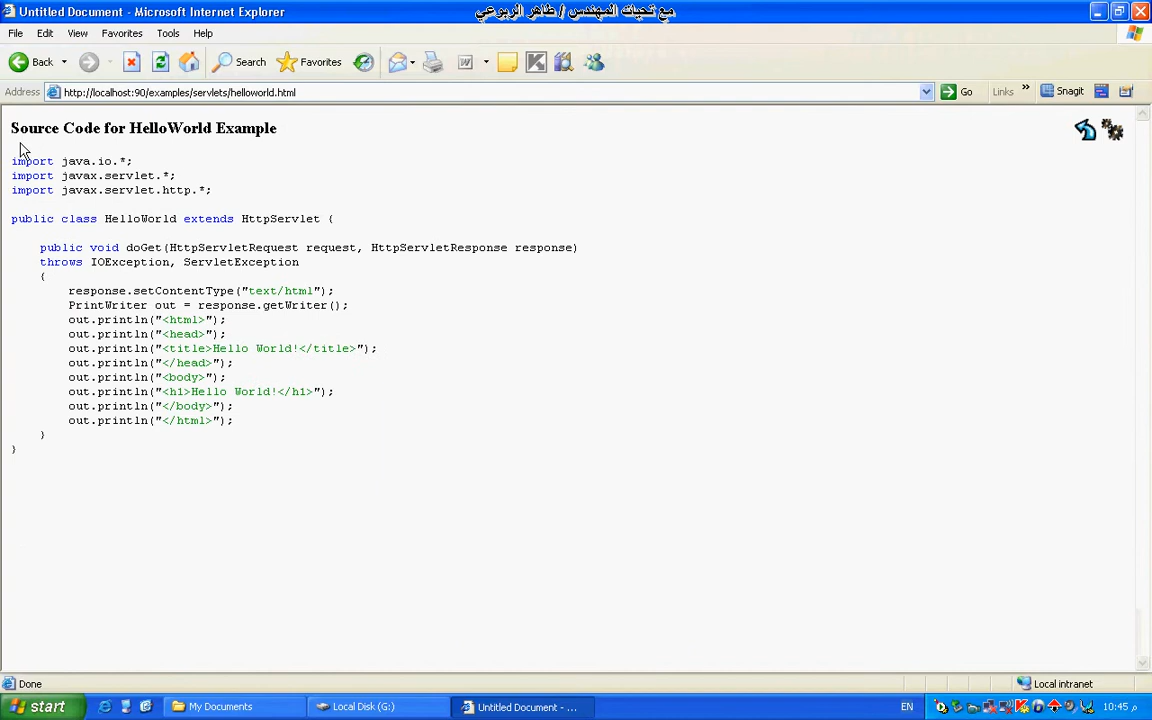 Untitled Document - Microsoft Internet Explorer
مع تحيات المهندس / طاهر الربوعي
File Edit View Favorites Tools Help
Back Search Favorites
Address http://localhost:90/examples/servlets/helloworld.html Go Links » Snagit
Source Code for HelloWorld Example
import java.io.*;
import javax.servlet.*;
import javax.servlet.http.*;
public class HelloWorld extends HttpServlet {
public void doGet(HttpServletRequest request, HttpServletResponse response)
throws IOException, ServletException
{
response.setContentType("text/html");
PrintWriter out = response.getWriter();
out.println("<html>");
out.println("<head>");
out.println("<title>Hello World!</title>");
out.println("</head>");
out.println("<body>");
out.println("<h1>Hello World!</h1>");
out.println("</body>");
out.println("</html>");
}
}
Done Local intranet
start My Documents Local Disk (G:) Untitled Document - ... EN 10:45 م